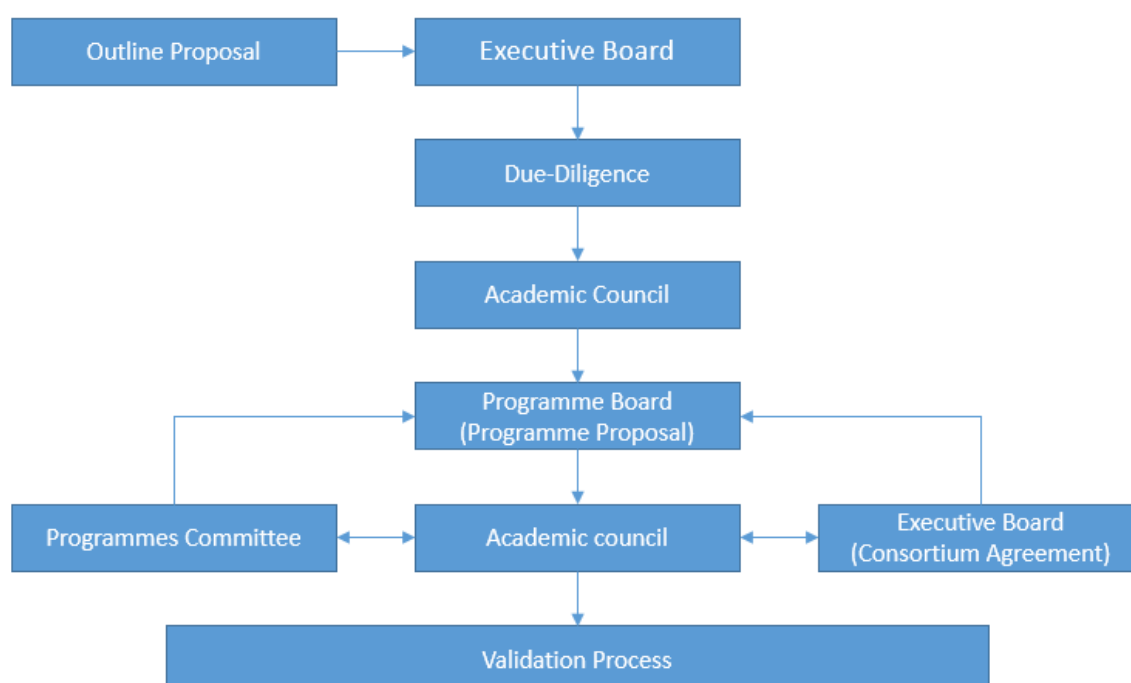 Outline Proposal
Executive Board
Due-Diligence
Academic Council
Programme Board
(Programme Proposal)
Programmes Committee
Academic council
Executive Board
(Consortium Agreement)
Validation Process